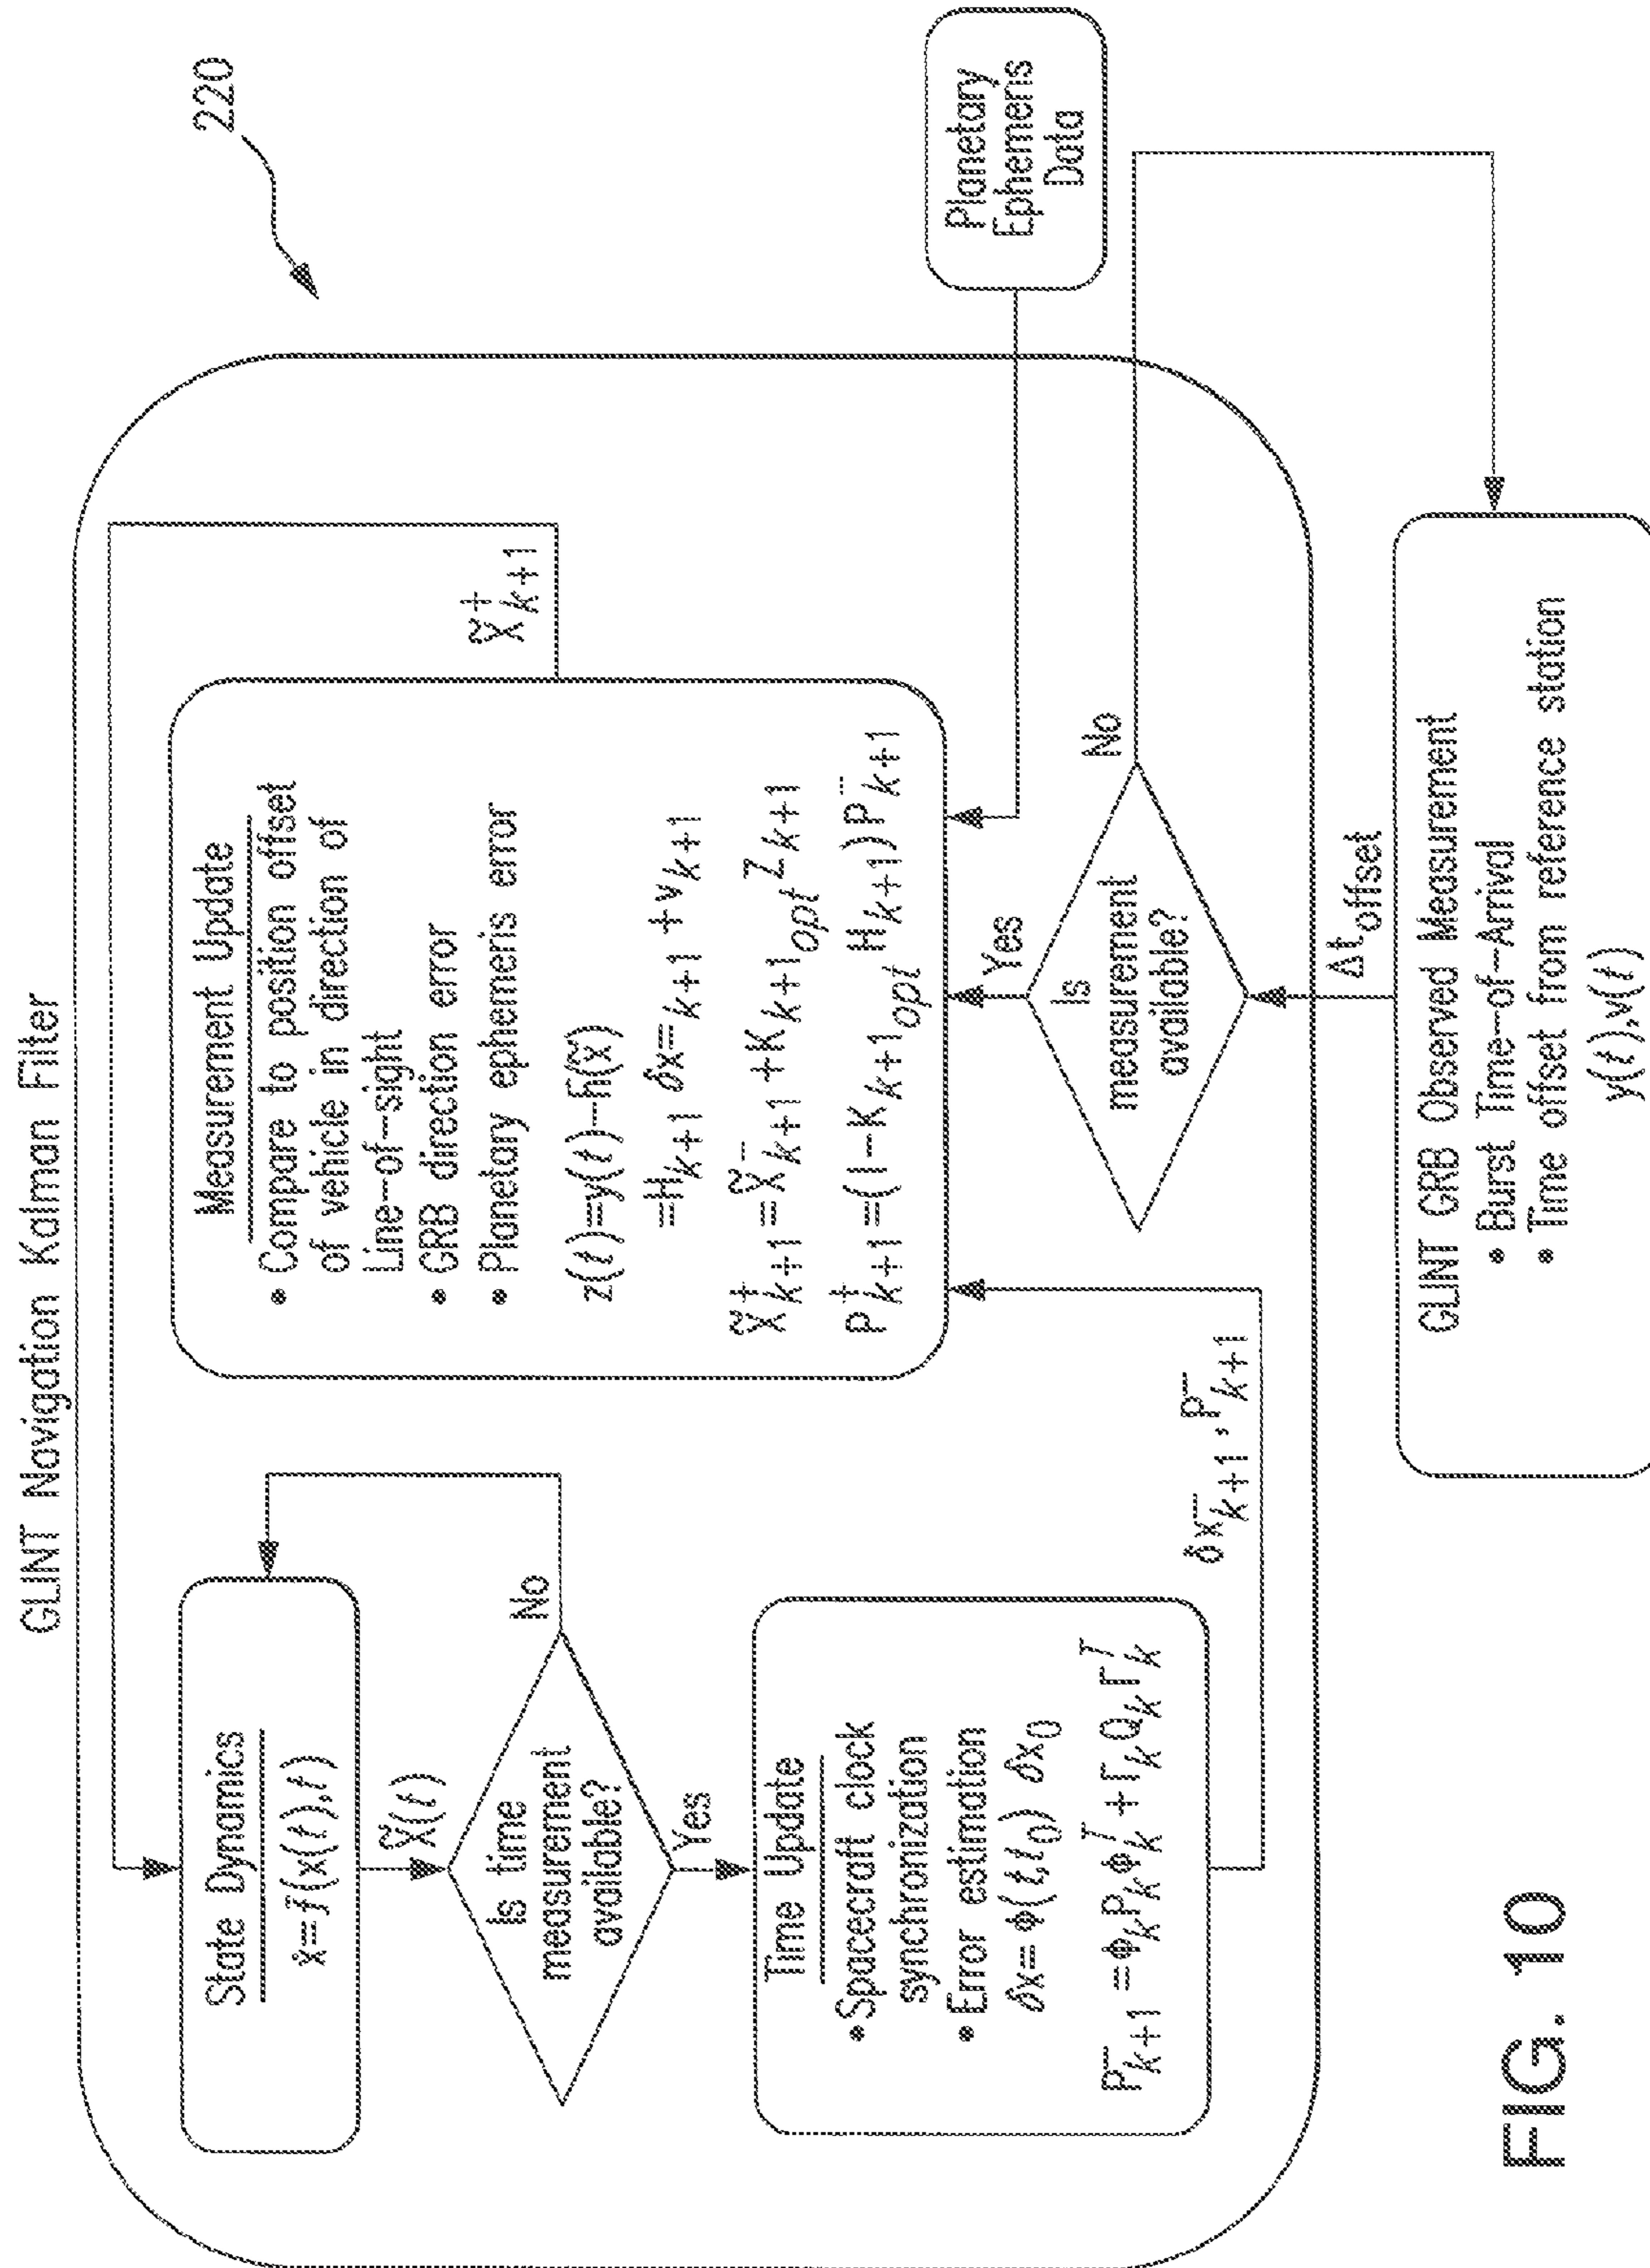 GLINT Navigation Kalman Filter
220
State Dynamics
ẋ=f̄(x(t),t)
x̃(t)
Is time
measurement
available?
No
Yes
Time Update
•Spacecraft clock
synchronization
• Error estimation
δx=ϕ(t,t₀) δx₀
P⁻ₖ₊₁=ϕₖPₖϕₖᵀ+ΓₖQₖΓₖᵀ
δx⁻ₖ₊₁,P⁻ₖ₊₁
Measurement Update
• Compare to position offset
of vehicle in direction of
Line-of-sight
• GRB direction error
• Planetary ephemeris error
z(t)=y(t)-h̄(x̃)
=Hₖ₊₁ δx=ₖ₊₁+vₖ₊₁
x̃⁺ₖ₊₁=x̃⁻ₖ₊₁+Kₖ₊₁opt Zₖ₊₁
P⁺ₖ₊₁=(I-Kₖ₊₁opt Hₖ₊₁)P⁻ₖ₊₁
x̃⁺ₖ₊₁
Is
measurement
available?
Yes
No
Planetary
Ephemeris
Data
Δt offset
GLINT GRB Observed Measurement
• Burst Time-of-Arrival
• Time offset from reference station
y(t),v(t)
FIG. 10